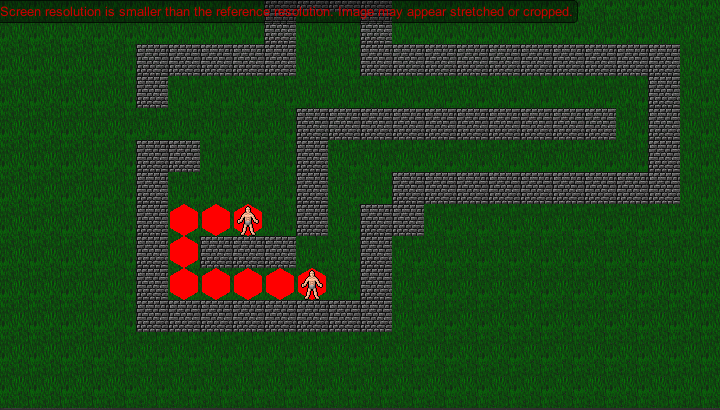 Screen resolution is smaller than the reference resolution. Image may appear stretched or cropped.